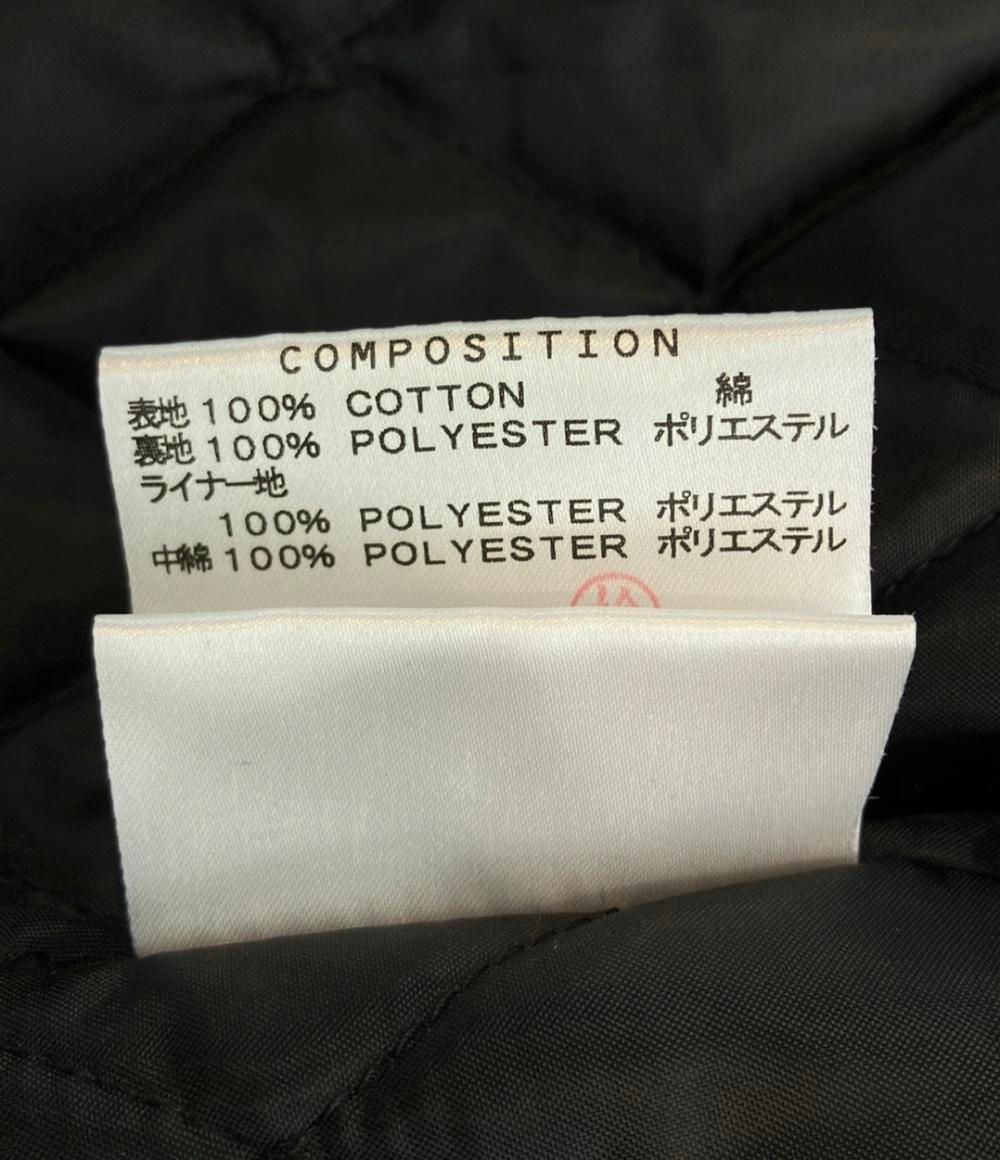 COMPOSITION
表地 100% COTTON 綿
裏地 100% POLYESTER ポリエステル
ライナー地
100% POLYESTER ポリエステル
中綿 100% POLYESTER ポリエステル